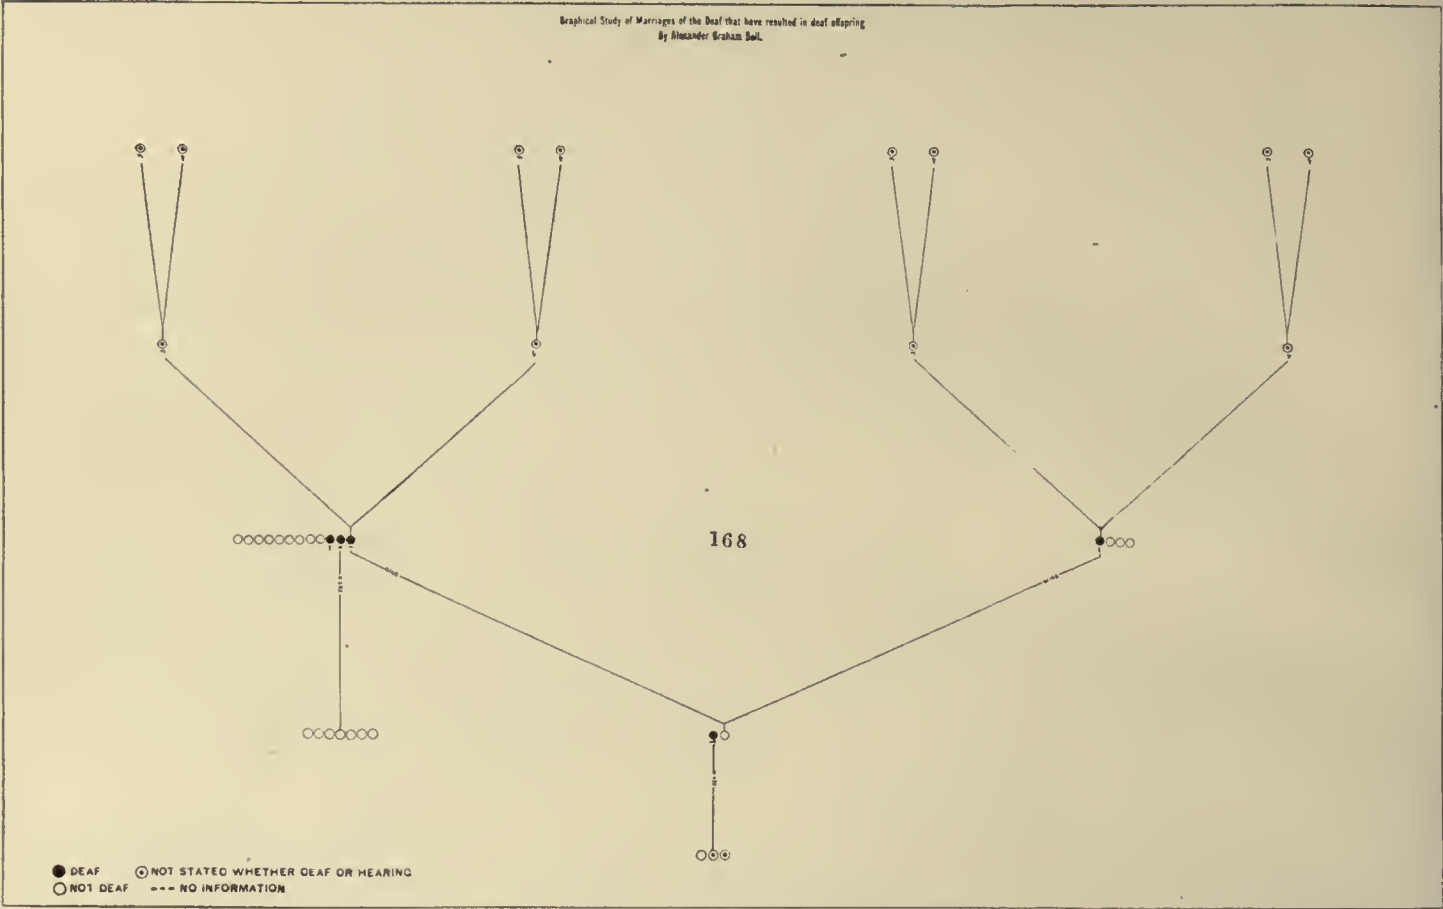 Graphical Study of Marriages of the Deaf that have resulted in deaf offspring
By Alexander Graham Bell.
168
DEAF NOT STATED WHETHER DEAF OR HEARING
NOT DEAF --- NO INFORMATION